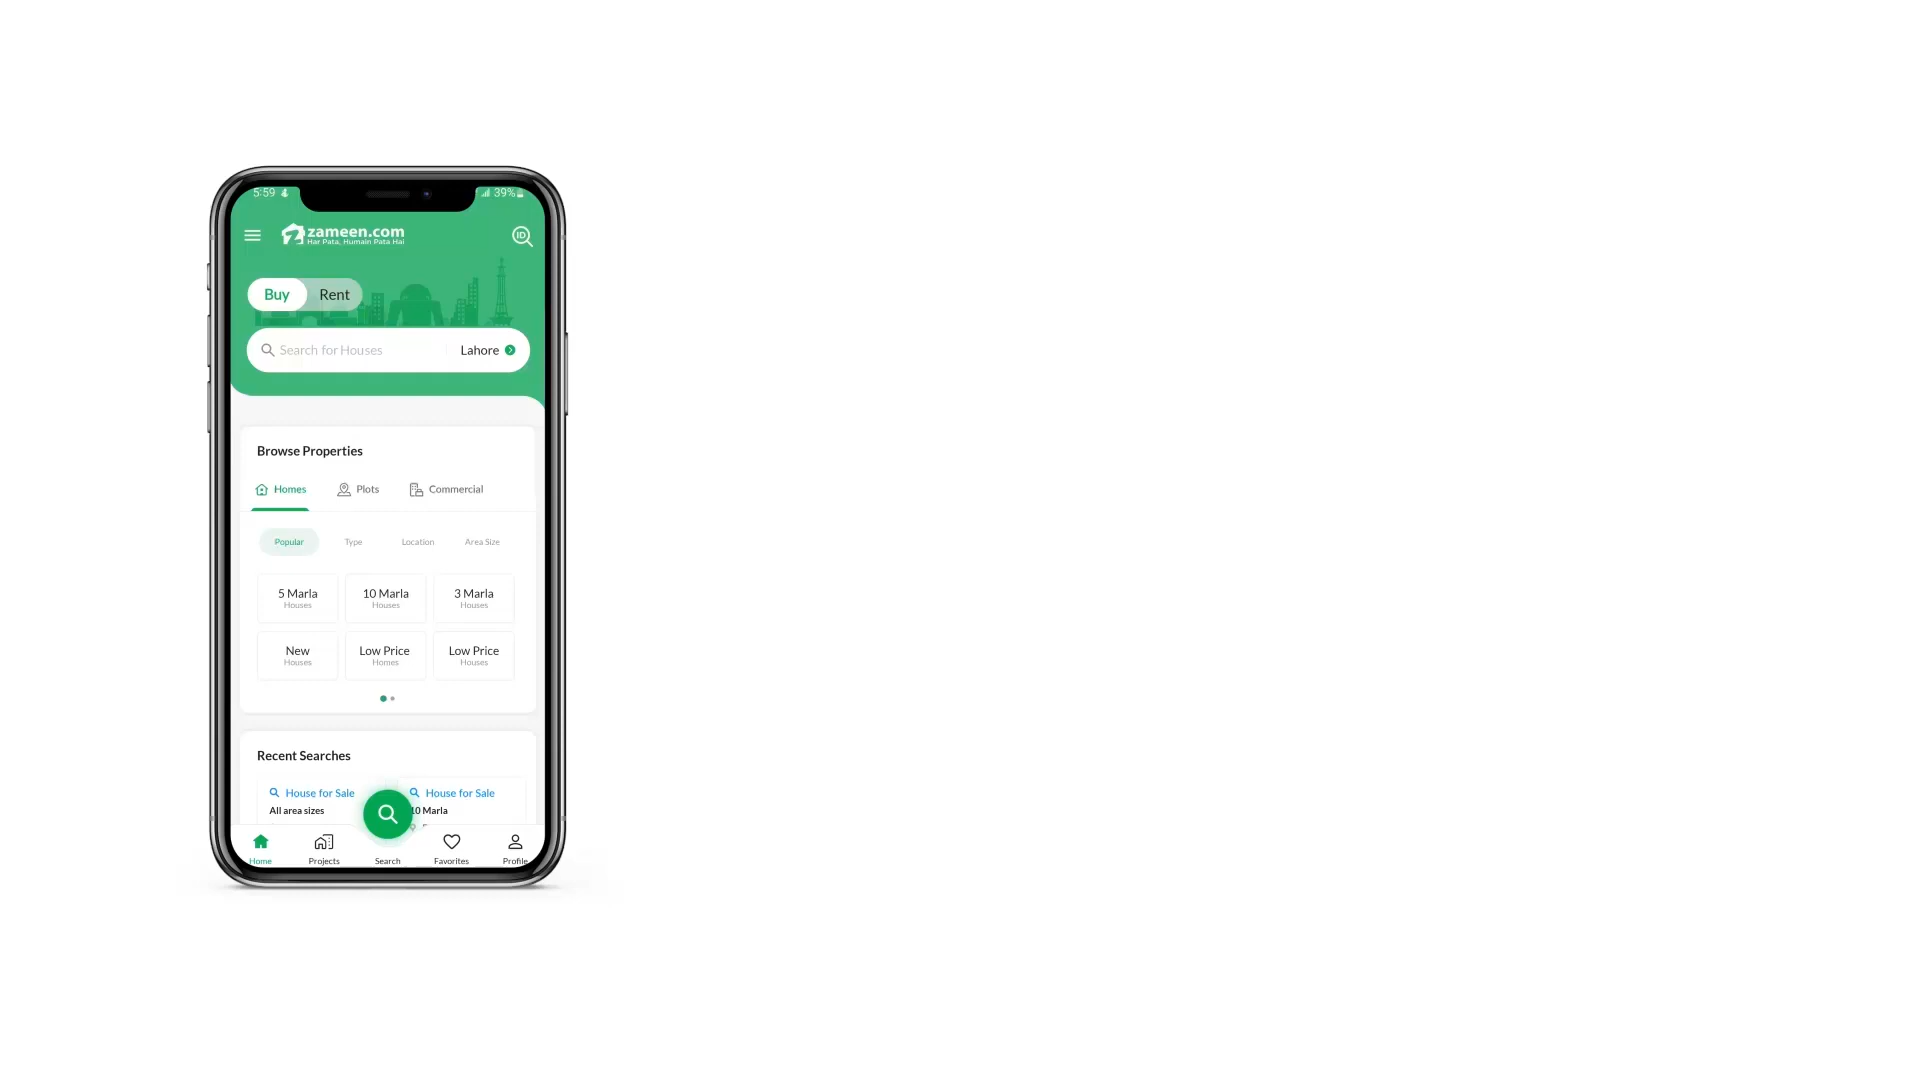 5:59 39%
zameen.com
Har Pata, Humain Pata Hai
ID
Buy Rent
Search for Houses Lahore
Browse Properties
Homes Plots Commercial
Popular Type Location Area Size
5 Marla 10 Marla 3 Marla
Houses Houses Houses
New Low Price Low Price
Houses Homes Houses
Recent Searches
House for Sale House for Sale
All area sizes 10 Marla
Home Projects Search Favorites Profile